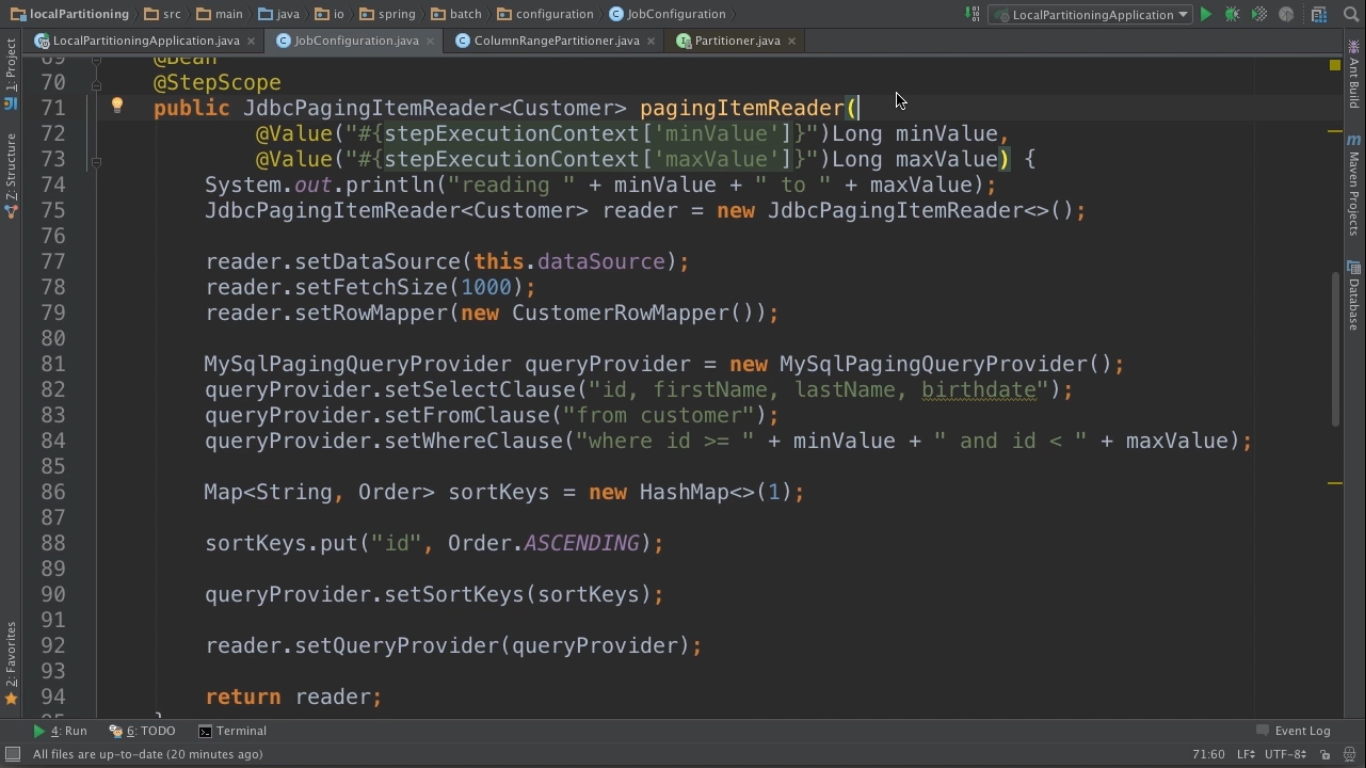 localPartitioning src main java io spring batch configuration JobConfiguration LocalPartitioningApplication
LocalPartitioningApplication.java JobConfiguration.java ColumnRangePartitioner.java Partitioner.java
1: Project
Z: Structure
2: Favorites
69 @Bean
70 @StepScope
71 public JdbcPagingItemReader<Customer> pagingItemReader(
72 @Value("#{stepExecutionContext['minValue']}")Long minValue,
73 @Value("#{stepExecutionContext['maxValue']}")Long maxValue) {
74 System.out.println("reading " + minValue + " to " + maxValue);
75 JdbcPagingItemReader<Customer> reader = new JdbcPagingItemReader<>();
76
77 reader.setDataSource(this.dataSource);
78 reader.setFetchSize(1000);
79 reader.setRowMapper(new CustomerRowMapper());
80
81 MySqlPagingQueryProvider queryProvider = new MySqlPagingQueryProvider();
82 queryProvider.setSelectClause("id, firstName, lastName, birthdate");
83 queryProvider.setFromClause("from customer");
84 queryProvider.setWhereClause("where id >= " + minValue + " and id < " + maxValue);
85
86 Map<String, Order> sortKeys = new HashMap<>(1);
87
88 sortKeys.put("id", Order.ASCENDING);
89
90 queryProvider.setSortKeys(sortKeys);
91
92 reader.setQueryProvider(queryProvider);
93
94 return reader;
95 }
Ant Build
Maven Projects
Database
4: Run 6: TODO Terminal Event Log
All files are up-to-date (20 minutes ago) 71:60 LF UTF-8